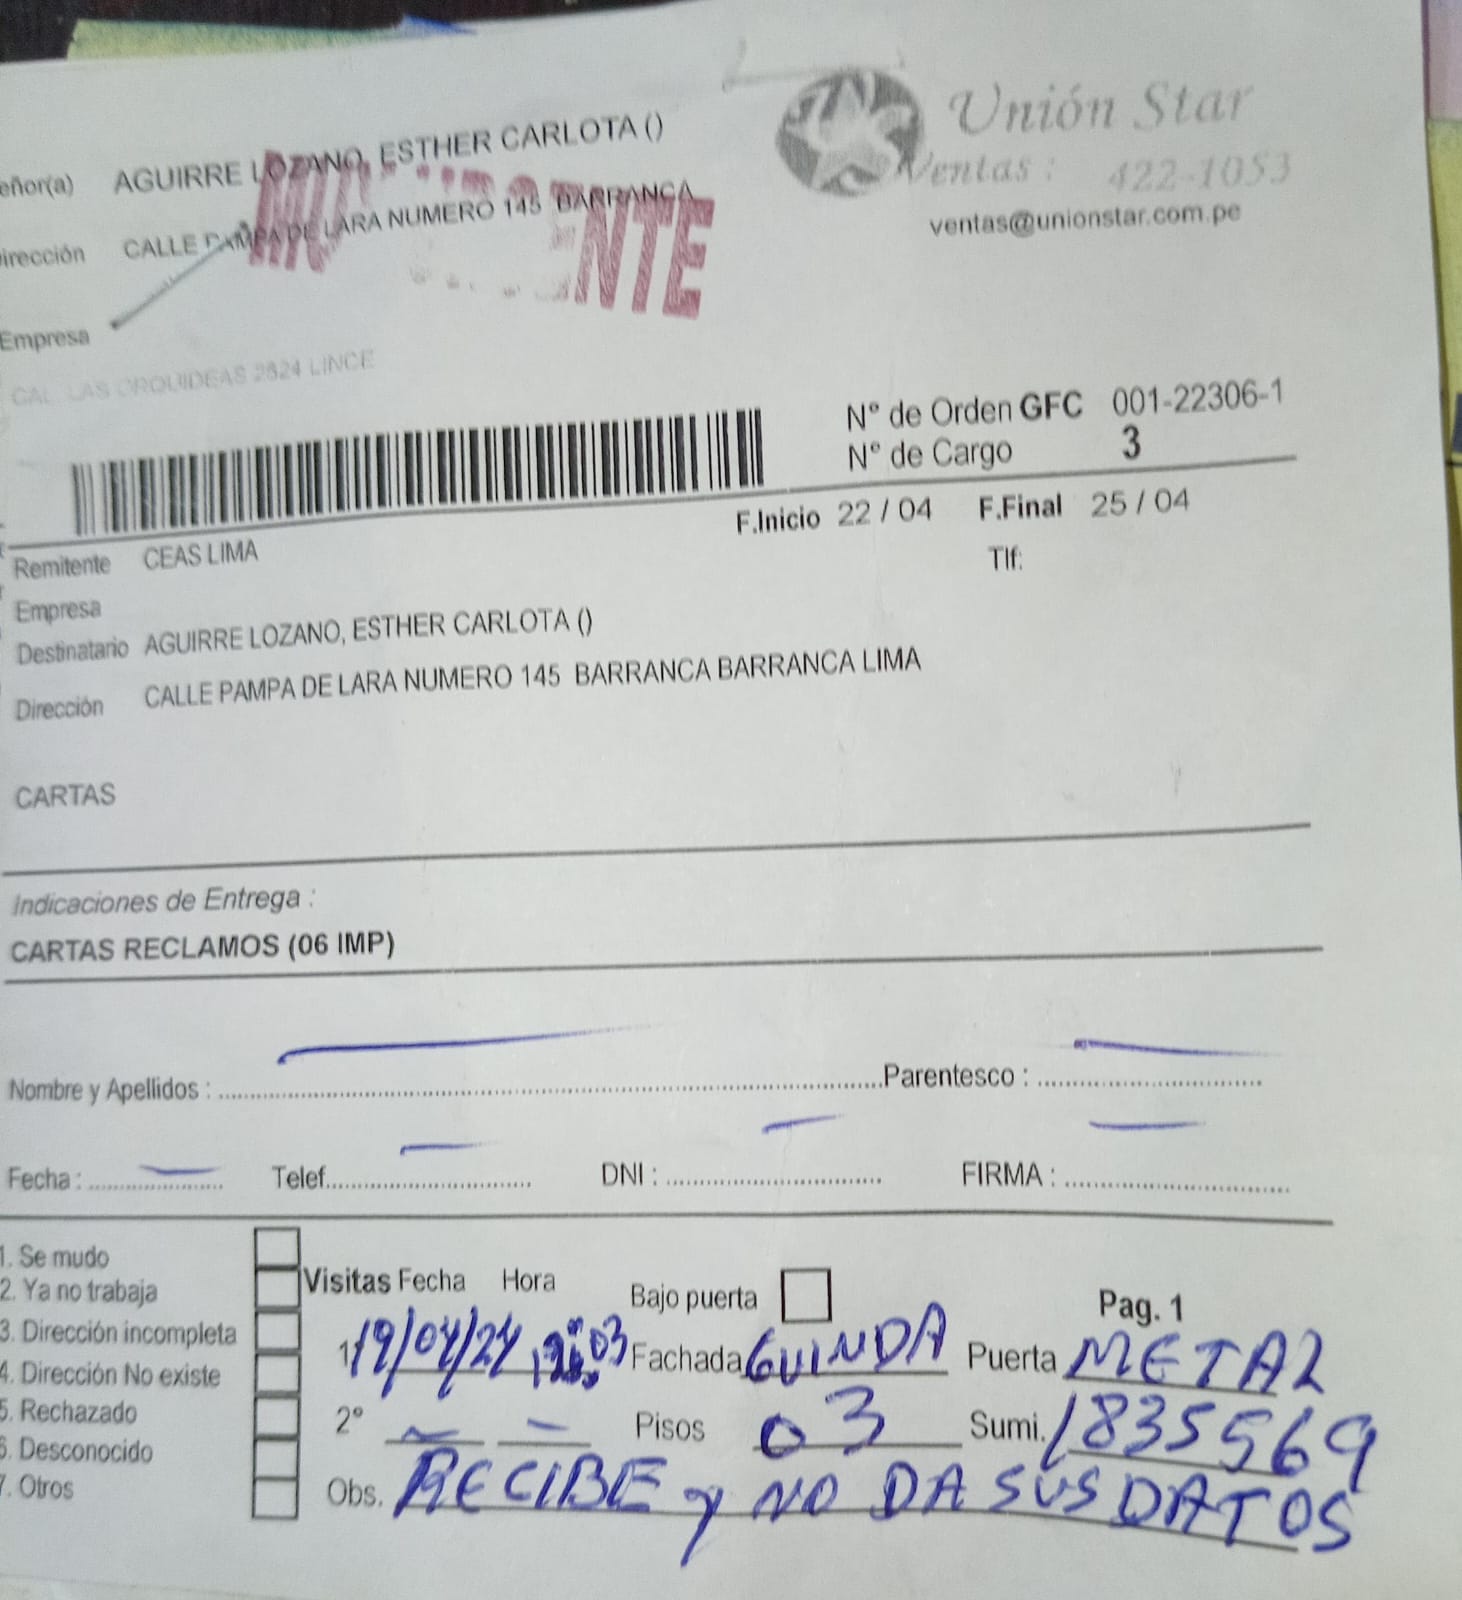 Unión Star
Ventas: 422-1053
ventas@unionstar.com.pe
eñor(a) AGUIRRE LOZANO, ESTHER CARLOTA ()
irección CALLE PAMPA DE LARA NUMERO 145 BARRANCA
NTE
Empresa
CAL. LAS ORQUIDEAS 2624 LINCE
N° de Orden GFC 001-22306-1
N° de Cargo 3
F.Inicio 22 / 04 F.Final 25 / 04
Remitente CEAS LIMA Tlf:
Empresa
Destinatario AGUIRRE LOZANO, ESTHER CARLOTA ()
Dirección CALLE PAMPA DE LARA NUMERO 145 BARRANCA BARRANCA LIMA
CARTAS
Indicaciones de Entrega :
CARTAS RECLAMOS (06 IMP)
Nombre y Apellidos : Parentesco :
Fecha : Telef. DNI : FIRMA :
1. Se mudo
2. Ya no trabaja
3. Dirección incompleta
4. Dirección No existe
5. Rechazado
6. Desconocido
7. Otros
Visitas Fecha Hora Bajo puerta Pag. 1
1 19/04/24 Fachada GUINDA Puerta METAL
2° Pisos 03 Sumi. 1835569
Obs. RECIBE y NO DA SUS DATOS